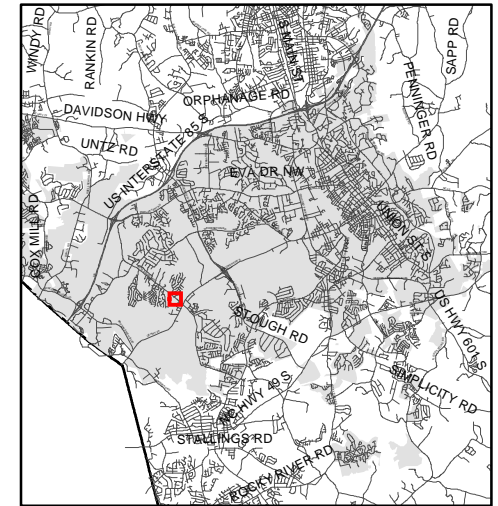 WINDY RD
RANKIN RD
S MAIN ST
SAPP RD
PENNINGER RD
ORPHANAGE RD
DAVIDSON HWY
UNTZ RD
US INTERSTATE 85 S
EVA DR NW
COX MILL RD
UNION ST S
STOUGH RD
US HWY 601 S
SIMPLICITY RD
NC HWY 49 S
STALLINGS RD
ROCKY RIVER RD